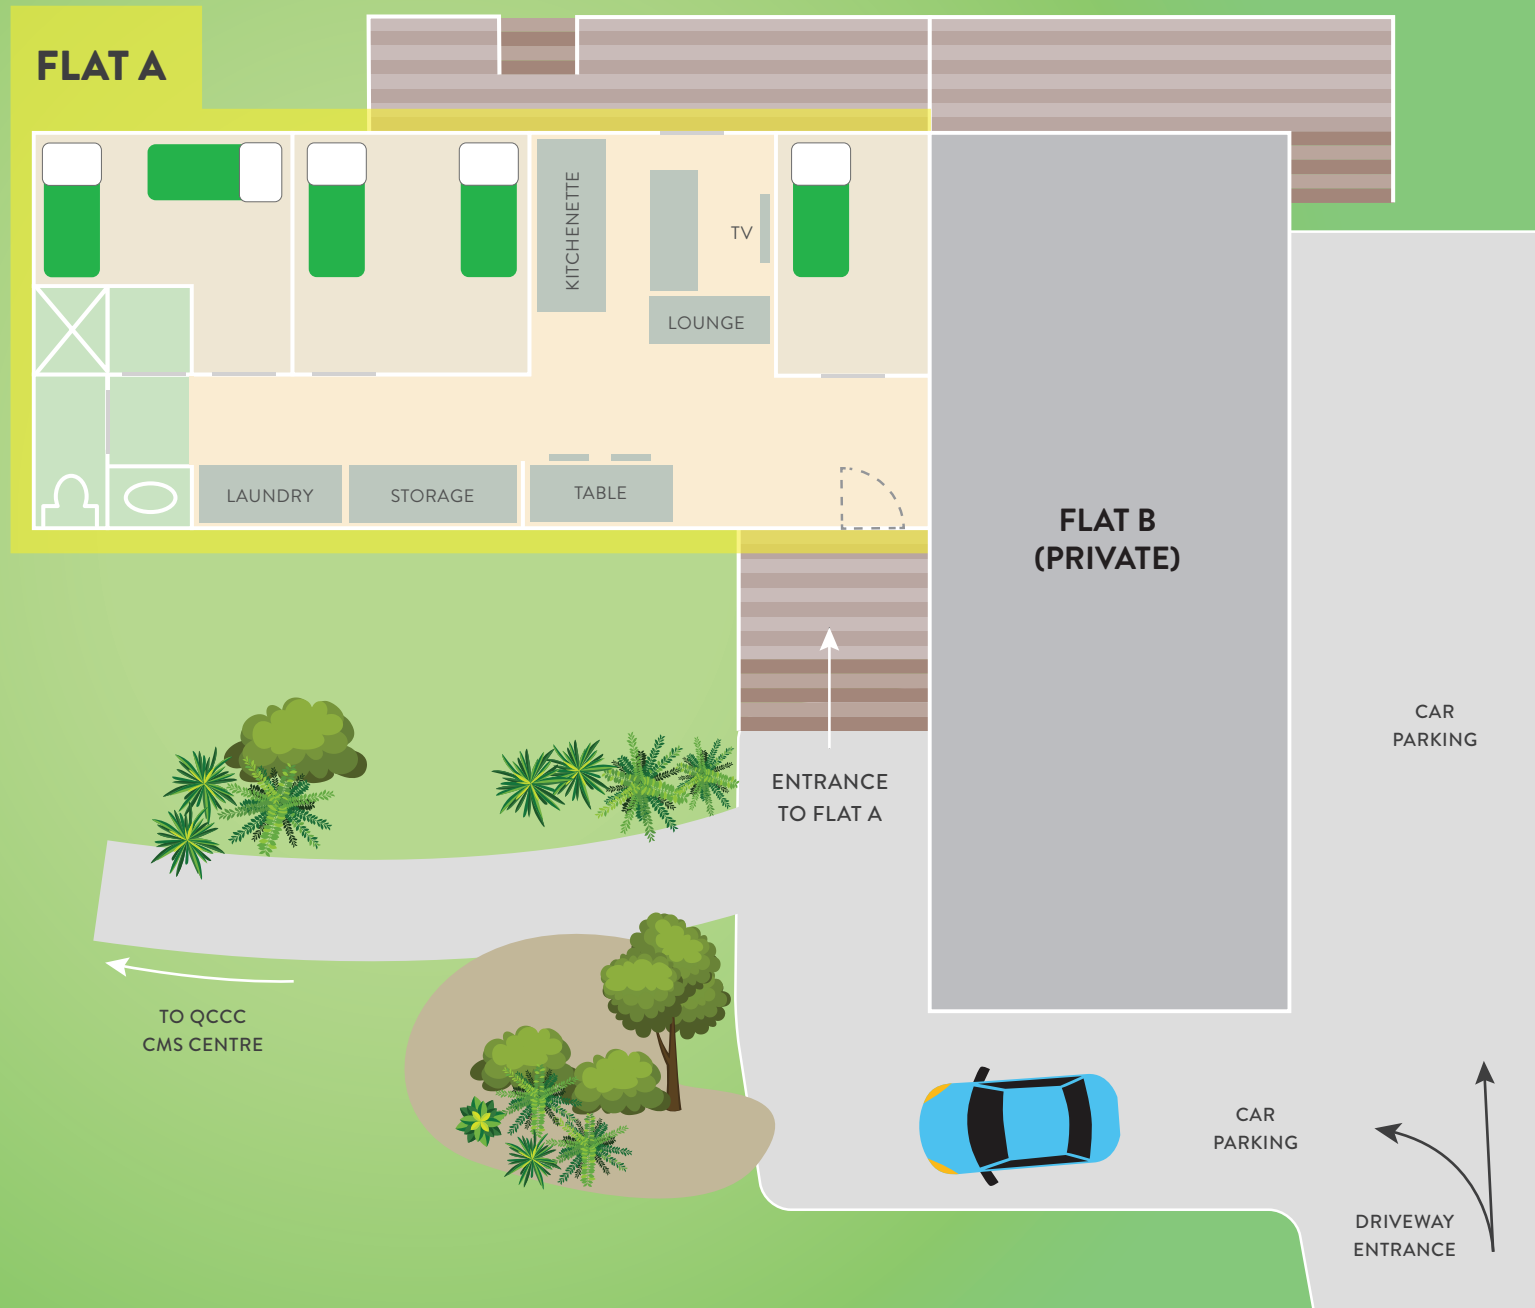 FLAT A
KITCHENETTE
TV
LOUNGE
LAUNDRY
STORAGE
TABLE
FLAT B
(PRIVATE)
CAR
PARKING
ENTRANCE
TO FLAT A
TO QCCC
CMS CENTRE
CAR
PARKING
DRIVEWAY
ENTRANCE